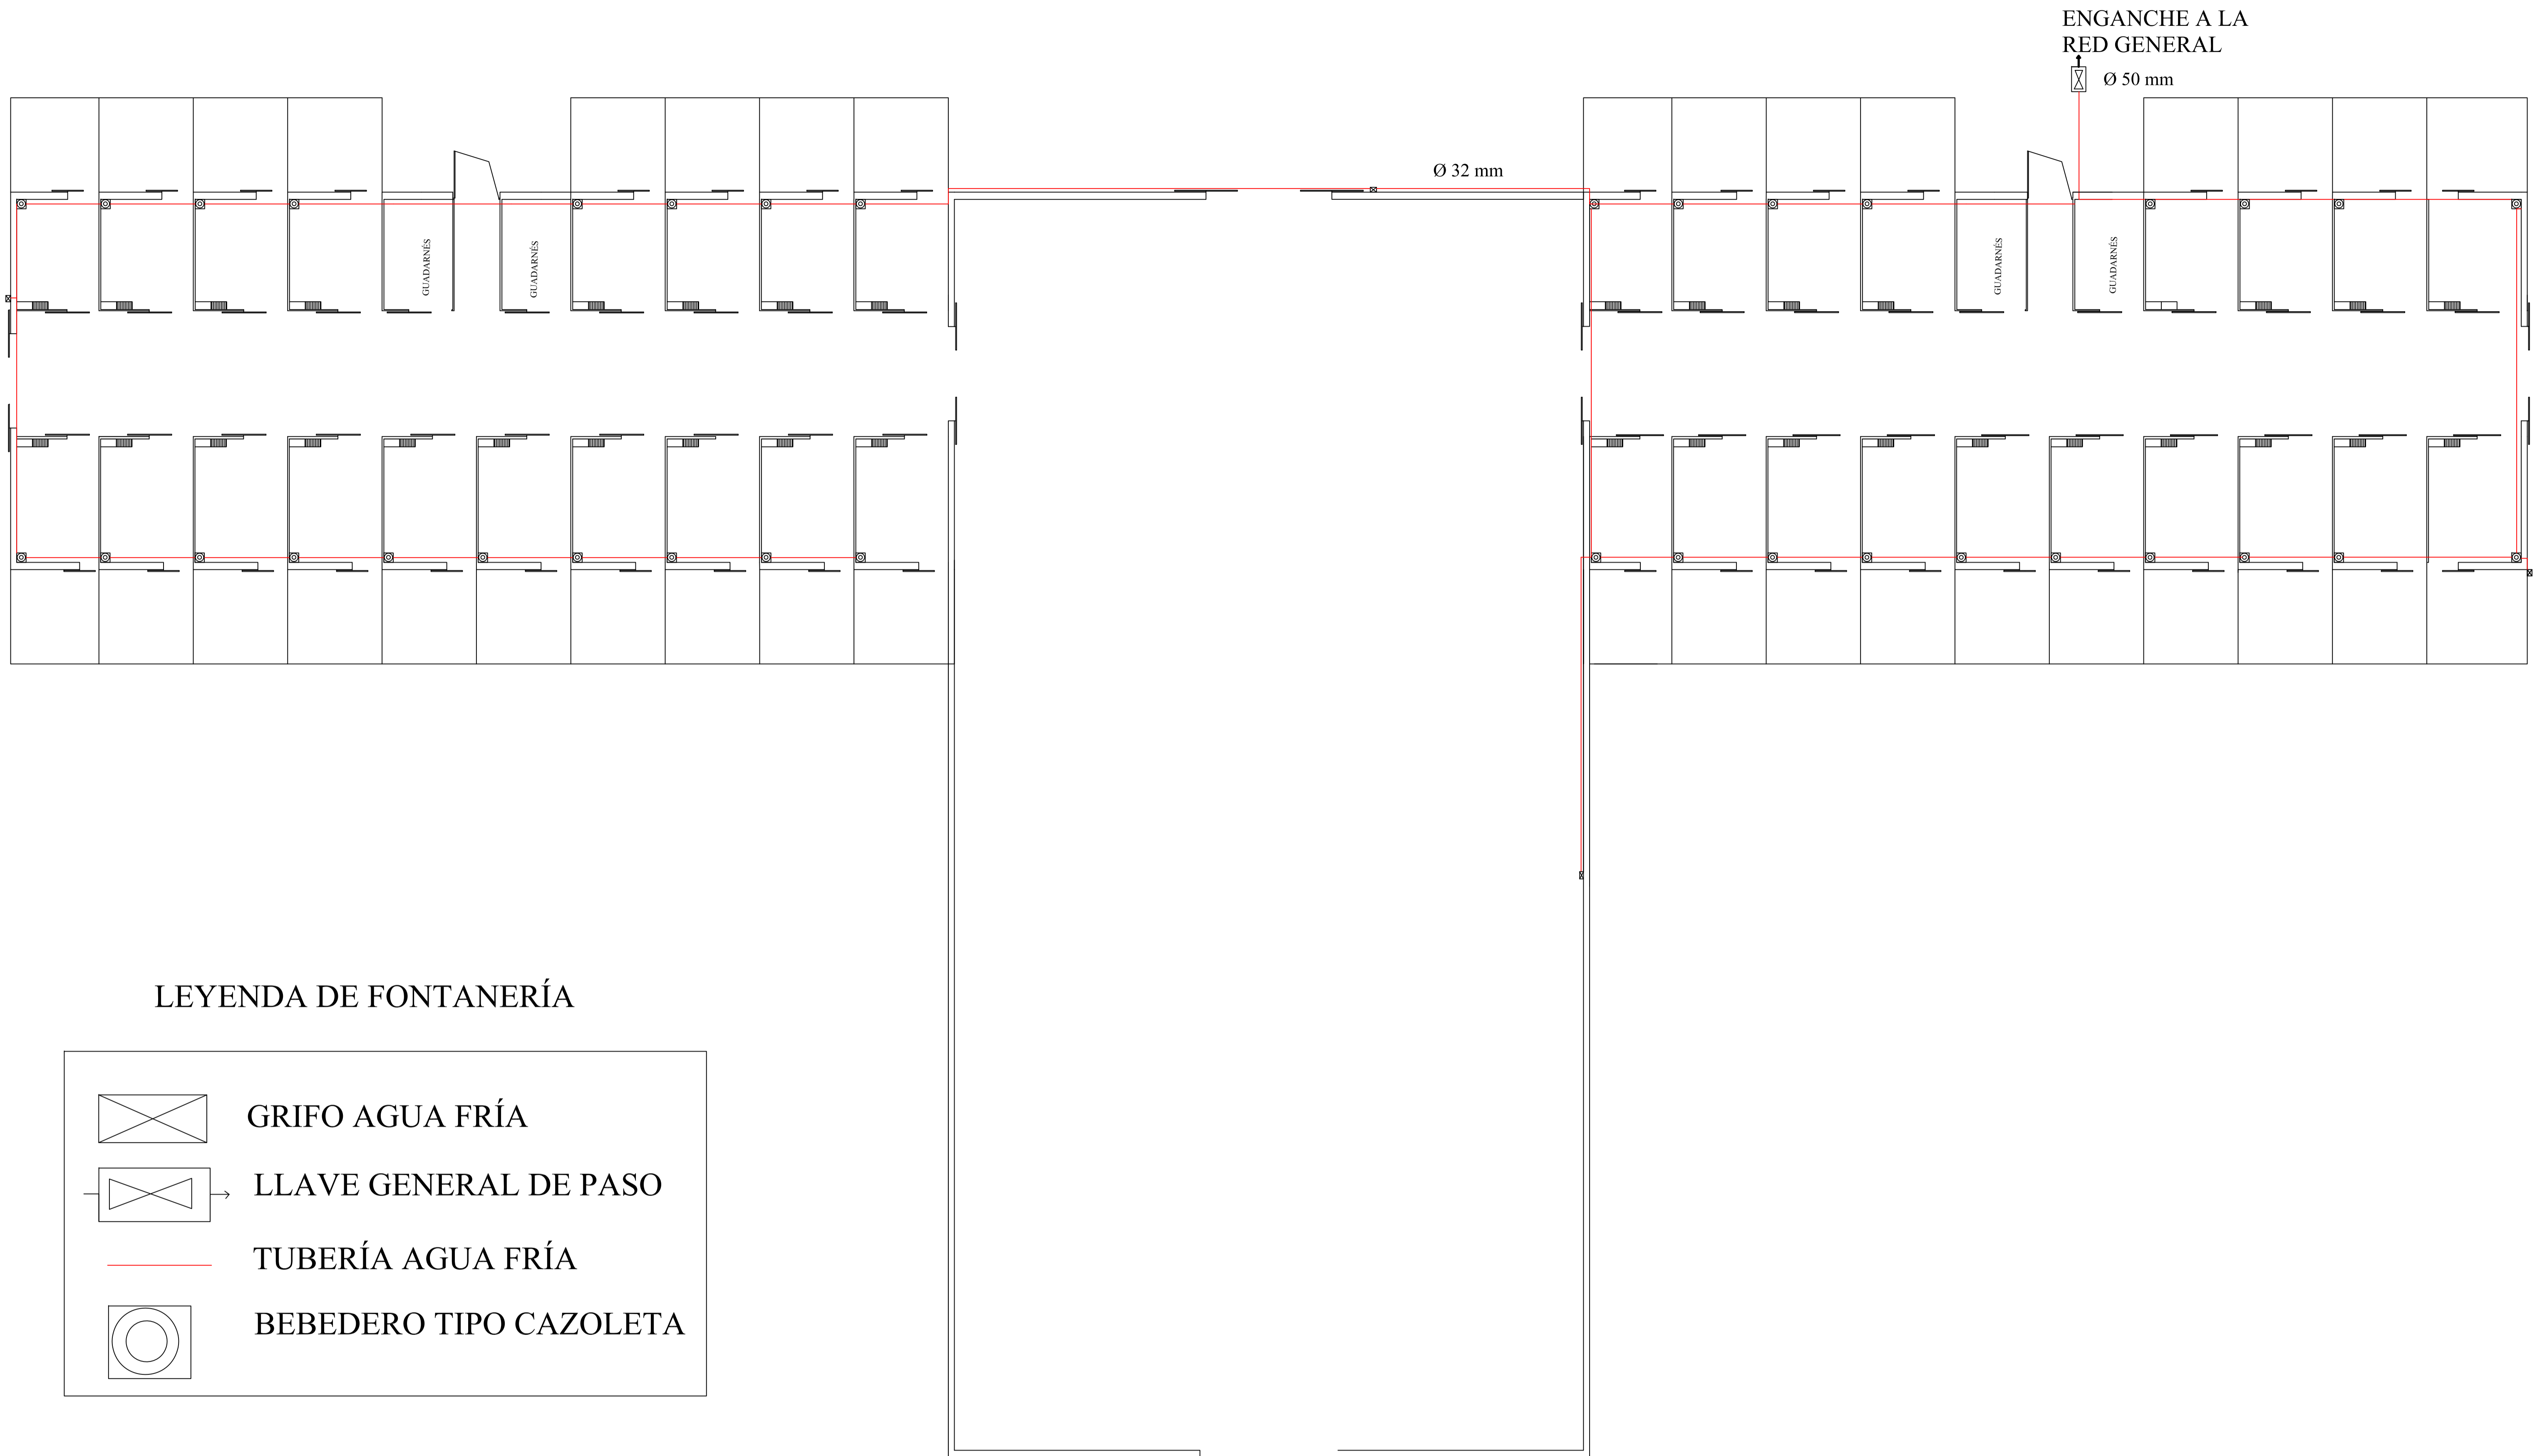 ENGANCHE A LA
RED GENERAL
Ø 50 mm
Ø 32 mm
GUADARNÉS
GUADARNÉS
GUADARNÉS
GUADARNÉS
LEYENDA DE FONTANERÍA
GRIFO AGUA FRÍA
LLAVE GENERAL DE PASO
TUBERÍA AGUA FRÍA
BEBEDERO TIPO CAZOLETA